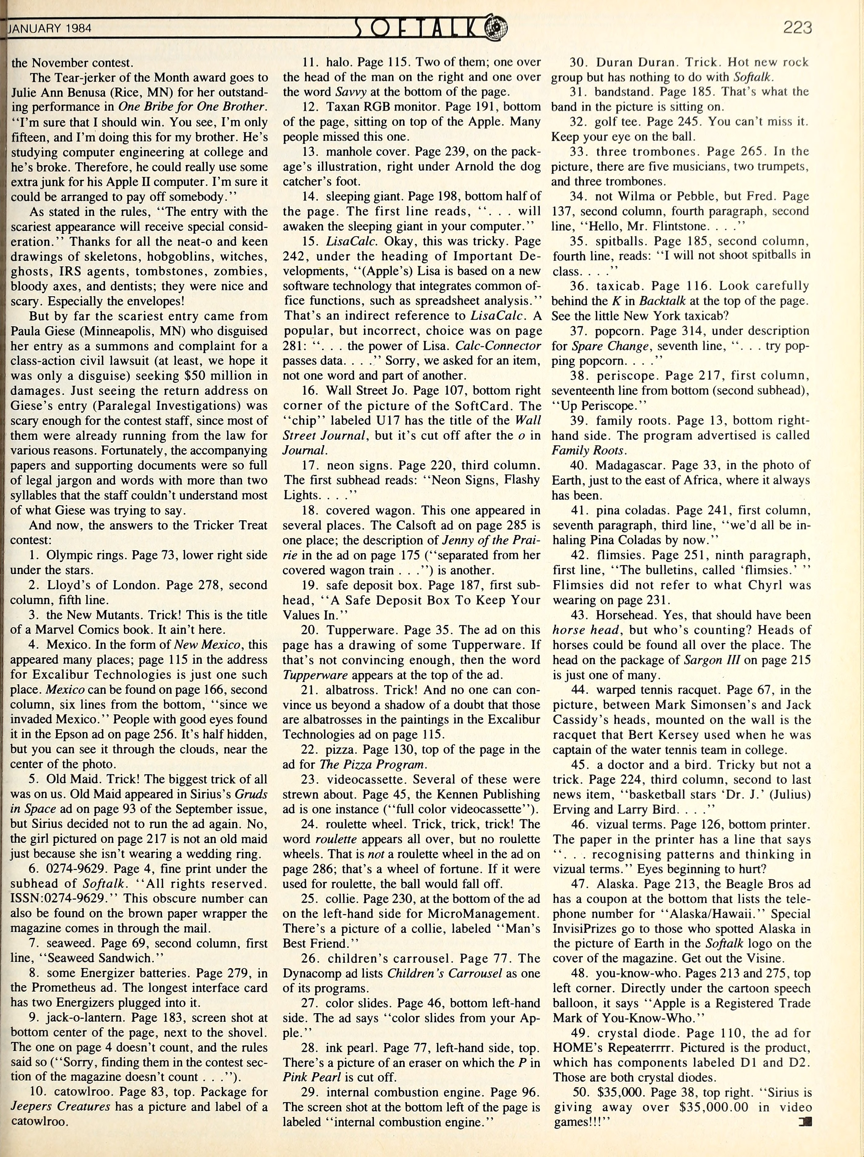 JANUARY 1984
SOFTALK
223
the November contest.
The Tear-jerker of the Month award goes to
Julie Ann Benusa (Rice, MN) for her outstand-
ing performance in One Bribe for One Brother.
“I’m sure that I should win. You see, I’m only
fifteen, and I’m doing this for my brother. He’s
studying computer engineering at college and
he’s broke. Therefore, he could really use some
extra junk for his Apple II computer. I’m sure it
could be arranged to pay off somebody.”
As stated in the rules, “The entry with the
scariest appearance will receive special consid-
eration.” Thanks for all the neat-o and keen
drawings of skeletons, hobgoblins, witches,
ghosts, IRS agents, tombstones, zombies,
bloody axes, and dentists; they were nice and
scary. Especially the envelopes!
But by far the scariest entry came from
Paula Giese (Minneapolis, MN) who disguised
her entry as a summons and complaint for a
class-action civil lawsuit (at least, we hope it
was only a disguise) seeking $50 million in
damages. Just seeing the return address on
Giese’s entry (Paralegal Investigations) was
scary enough for the contest staff, since most of
them were already running from the law for
various reasons. Fortunately, the accompanying
papers and supporting documents were so full
of legal jargon and words with more than two
syllables that the staff couldn’t understand most
of what Giese was trying to say.
And now, the answers to the Tricker Treat
contest:
1. Olympic rings. Page 73, lower right side
under the stars.
2. Lloyd’s of London. Page 278, second
column, fifth line.
3. the New Mutants. Trick! This is the title
of a Marvel Comics book. It ain’t here.
4. Mexico. In the form of New Mexico, this
appeared many places; page 115 in the address
for Excalibur Technologies is just one such
place. Mexico can be found on page 166, second
column, six lines from the bottom, “since we
invaded Mexico.” People with good eyes found
it in the Epson ad on page 256. It’s half hidden,
but you can see it through the clouds, near the
center of the photo.
5. Old Maid. Trick! The biggest trick of all
was on us. Old Maid appeared in Sirius’s Gruds
in Space ad on page 93 of the September issue,
but Sirius decided not to run the ad again. No,
the girl pictured on page 217 is not an old maid
just because she isn’t wearing a wedding ring.
6. 0274-9629. Page 4, fine print under the
subhead of Softalk. “All rights reserved.
ISSN:0274-9629.” This obscure number can
also be found on the brown paper wrapper the
magazine comes in through the mail.
7. seaweed. Page 69, second column, first
line, “Seaweed Sandwich.”
8. some Energizer batteries. Page 279, in
the Prometheus ad. The longest interface card
has two Energizers plugged into it.
9. jack-o-lantern. Page 183, screen shot at
bottom center of the page, next to the shovel.
The one on page 4 doesn’t count, and the rules
said so (“Sorry, finding them in the contest sec-
tion of the magazine doesn’t count . . .”).
10. catowlroo. Page 83, top. Package for
Jeepers Creatures has a picture and label of a
catowlroo.
11. halo. Page 115. Two of them; one over
the head of the man on the right and one over
the word Savvy at the bottom of the page.
12. Taxan RGB monitor. Page 191, bottom
of the page, sitting on top of the Apple. Many
people missed this one.
13. manhole cover. Page 239, on the pack-
age’s illustration, right under Arnold the dog
catcher’s foot.
14. sleeping giant. Page 198, bottom half of
the page. The first line reads, “. . . will
awaken the sleeping giant in your computer.”
15. LisaCalc. Okay, this was tricky. Page
242, under the heading of Important De-
velopments, “(Apple’s) Lisa is based on a new
software technology that integrates common of-
fice functions, such as spreadsheet analysis.”
That’s an indirect reference to LisaCalc. A
popular, but incorrect, choice was on page
281: “. . . the power of Lisa. Calc-Connector
passes data. . . .” Sorry, we asked for an item,
not one word and part of another.
16. Wall Street Jo. Page 107, bottom right
corner of the picture of the SoftCard. The
“chip” labeled U17 has the title of the Wall
Street Journal, but it’s cut off after the o in
Journal.
17. neon signs. Page 220, third column.
The first subhead reads: “Neon Signs, Flashy
Lights. . . .”
18. covered wagon. This one appeared in
several places. The Calsoft ad on page 285 is
one place; the description of Jenny of the Prai-
rie in the ad on page 175 (“separated from her
covered wagon train . . .”) is another.
19. safe deposit box. Page 187, first sub-
head, “A Safe Deposit Box To Keep Your
Values In.”
20. Tupperware. Page 35. The ad on this
page has a drawing of some Tupperware. If
that’s not convincing enough, then the word
Tupperware appears at the top of the ad.
21. albatross. Trick! And no one can con-
vince us beyond a shadow of a doubt that those
are albatrosses in the paintings in the Excalibur
Technologies ad on page 115.
22. pizza. Page 130, top of the page in the
ad for The Pizza Program.
23. videocassette. Several of these were
strewn about. Page 45, the Kennen Publishing
ad is one instance (“full color videocassette”).
24. roulette wheel. Trick, trick, trick! The
word roulette appears all over, but no roulette
wheels. That is not a roulette wheel in the ad on
page 286; that’s a wheel of fortune. If it were
used for roulette, the ball would fall off.
25. collie. Page 230, at the bottom of the ad
on the left-hand side for MicroManagement.
There’s a picture of a collie, labeled “Man’s
Best Friend.”
26. children’s carrousel. Page 77. The
Dynacomp ad lists Children’s Carrousel as one
of its programs.
27. color slides. Page 46, bottom left-hand
side. The ad says “color slides from your Ap-
ple.”
28. ink pearl. Page 77, left-hand side, top.
There’s a picture of an eraser on which the P in
Pink Pearl is cut off.
29. internal combustion engine. Page 96.
The screen shot at the bottom left of the page is
labeled “internal combustion engine.”
30. Duran Duran. Trick. Hot new rock
group but has nothing to do with Softalk.
31. bandstand. Page 185. That’s what the
band in the picture is sitting on.
32. golf tee. Page 245. You can’t miss it.
Keep your eye on the ball.
33. three trombones. Page 265. In the
picture, there are five musicians, two trumpets,
and three trombones.
34. not Wilma or Pebble, but Fred. Page
137, second column, fourth paragraph, second
line, “Hello, Mr. Flintstone. . . .”
35. spitballs. Page 185, second column,
fourth line, reads: “I will not shoot spitballs in
class. . . .”
36. taxicab. Page 116. Look carefully
behind the K in Backtalk at the top of the page.
See the little New York taxicab?
37. popcorn. Page 314, under description
for Spare Change, seventh line, “. . . try pop-
ping popcorn. . . .”
38. periscope. Page 217, first column,
seventeenth line from bottom (second subhead),
“Up Periscope.”
39. family roots. Page 13, bottom right-
hand side. The program advertised is called
Family Roots.
40. Madagascar. Page 33, in the photo of
Earth, just to the east of Africa, where it always
has been.
41. pina coladas. Page 241, first column,
seventh paragraph, third line, “we’d all be in-
haling Pina Coladas by now.”
42. flimsies. Page 251, ninth paragraph,
first line, “The bulletins, called ‘flimsies.’ ”
Flimsies did not refer to what Chyrl was
wearing on page 231.
43. Horsehead. Yes, that should have been
horse head, but who’s counting? Heads of
horses could be found all over the place. The
head on the package of Sargon III on page 215
is just one of many.
44. warped tennis racquet. Page 67, in the
picture, between Mark Simonsen’s and Jack
Cassidy’s heads, mounted on the wall is the
racquet that Bert Kersey used when he was
captain of the water tennis team in college.
45. a doctor and a bird. Tricky but not a
trick. Page 224, third column, second to last
news item, “basketball stars ‘Dr. J.’ (Julius)
Erving and Larry Bird. . . .”
46. vizual terms. Page 126, bottom printer.
The paper in the printer has a line that says
“. . . recognising patterns and thinking in
vizual terms.” Eyes beginning to hurt?
47. Alaska. Page 213, the Beagle Bros ad
has a coupon at the bottom that lists the tele-
phone number for “Alaska/Hawaii.” Special
InvisiPrizes go to those who spotted Alaska in
the picture of Earth in the Softalk logo on the
cover of the magazine. Get out the Visine.
48. you-know-who. Pages 213 and 275, top
left corner. Directly under the cartoon speech
balloon, it says “Apple is a Registered Trade
Mark of You-Know-Who.”
49. crystal diode. Page 110, the ad for
HOME’s Repeaterrrr. Pictured is the product,
which has components labeled D1 and D2.
Those are both crystal diodes.
50. $35,000. Page 38, top right. “Sirius is
giving away over $35,000.00 in video
games!!!”